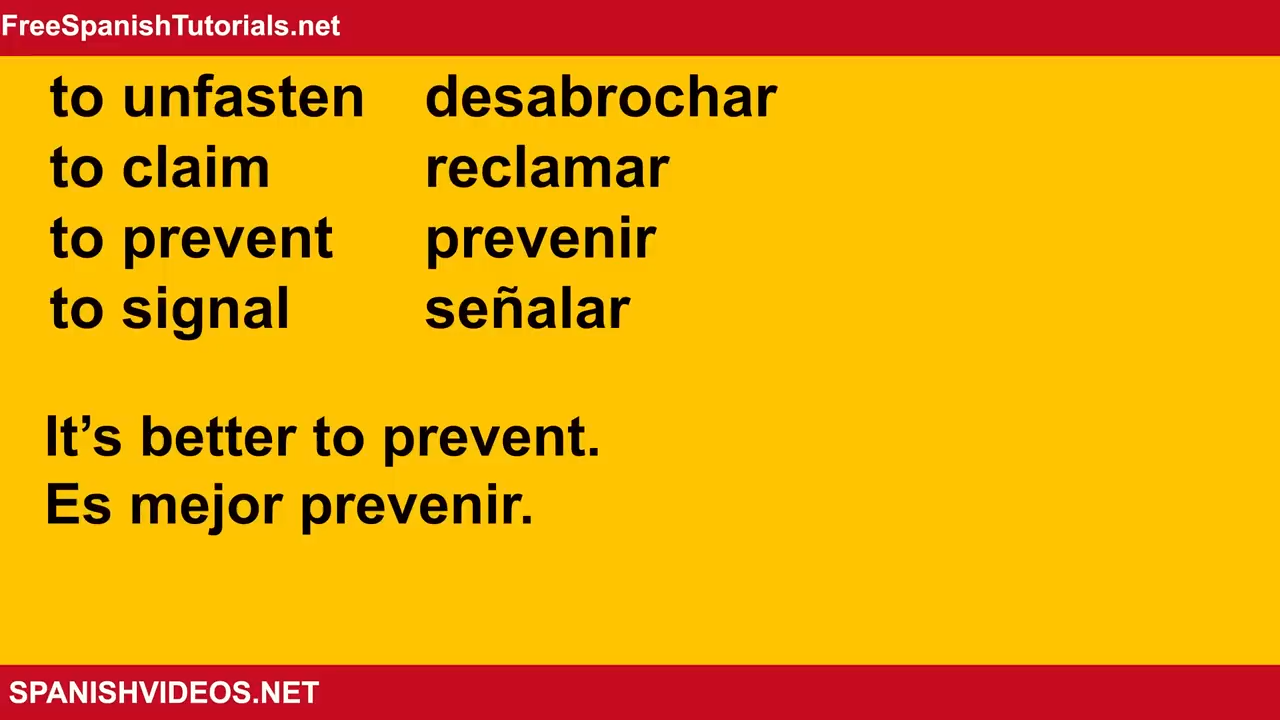 FreeSpanishTutorials.net
to unfasten desabrochar
to claim reclamar
to prevent prevenir
to signal señalar
It’s better to prevent.
Es mejor prevenir.
SPANISHVIDEOS.NET